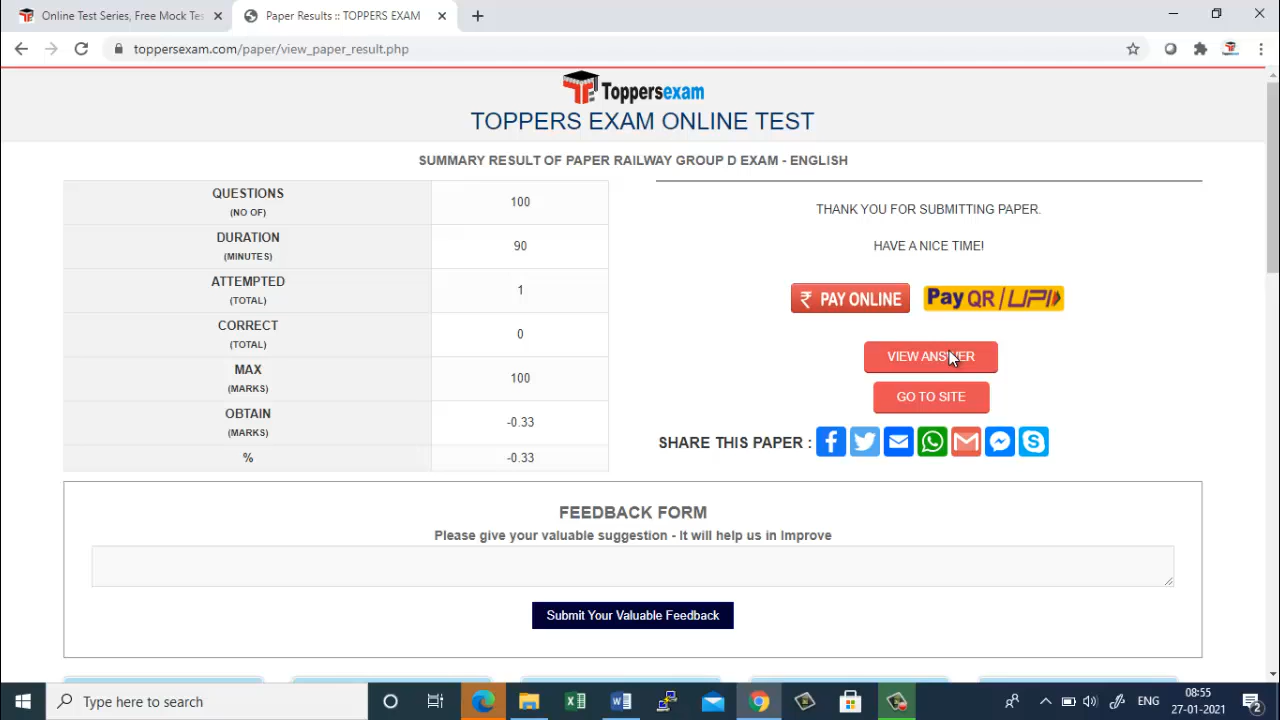 Online Test Series, Free Mock Tes
Paper Results :: TOPPERS EXAM
toppersexam.com/paper/view_paper_result.php
Toppersexam
TOPPERS EXAM ONLINE TEST
SUMMARY RESULT OF PAPER RAILWAY GROUP D EXAM - ENGLISH
QUESTIONS
(NO OF)
100
DURATION
(MINUTES)
90
ATTEMPTED
(TOTAL)
1
CORRECT
(TOTAL)
0
MAX
(MARKS)
100
OBTAIN
(MARKS)
-0.33
%
-0.33
THANK YOU FOR SUBMITTING PAPER.
HAVE A NICE TIME!
₹ PAY ONLINE
Pay QR/UPI
VIEW ANSWER
GO TO SITE
SHARE THIS PAPER :
FEEDBACK FORM
Please give your valuable suggestion - It will help us in Improve
Submit Your Valuable Feedback
Type here to search
ENG
08:55
27-01-2021
2